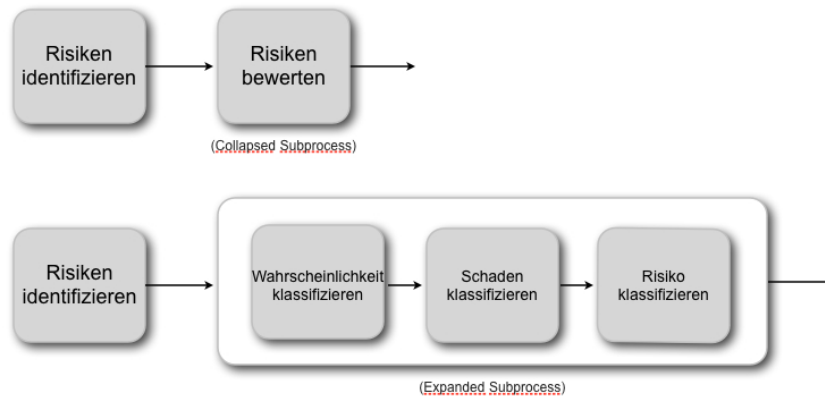 Risiken
identifizieren
Risiken
bewerten
(Collapsed Subprocess)
Risiken
identifizieren
Wahrscheinlichkeit
klassifizieren
Schaden
klassifizieren
Risiko
klassifizieren
(Expanded Subprocess)